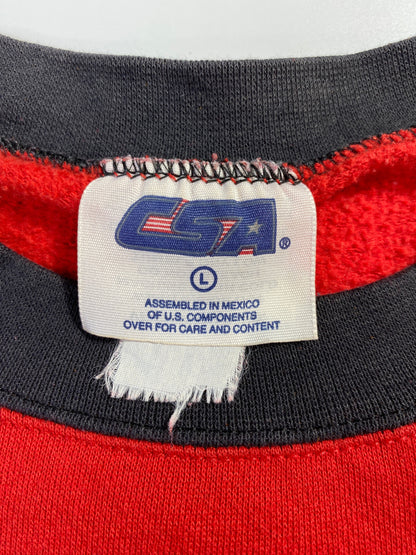 CSA®
L
ASSEMBLED IN MEXICO
OF U.S. COMPONENTS
OVER FOR CARE AND CONTENT